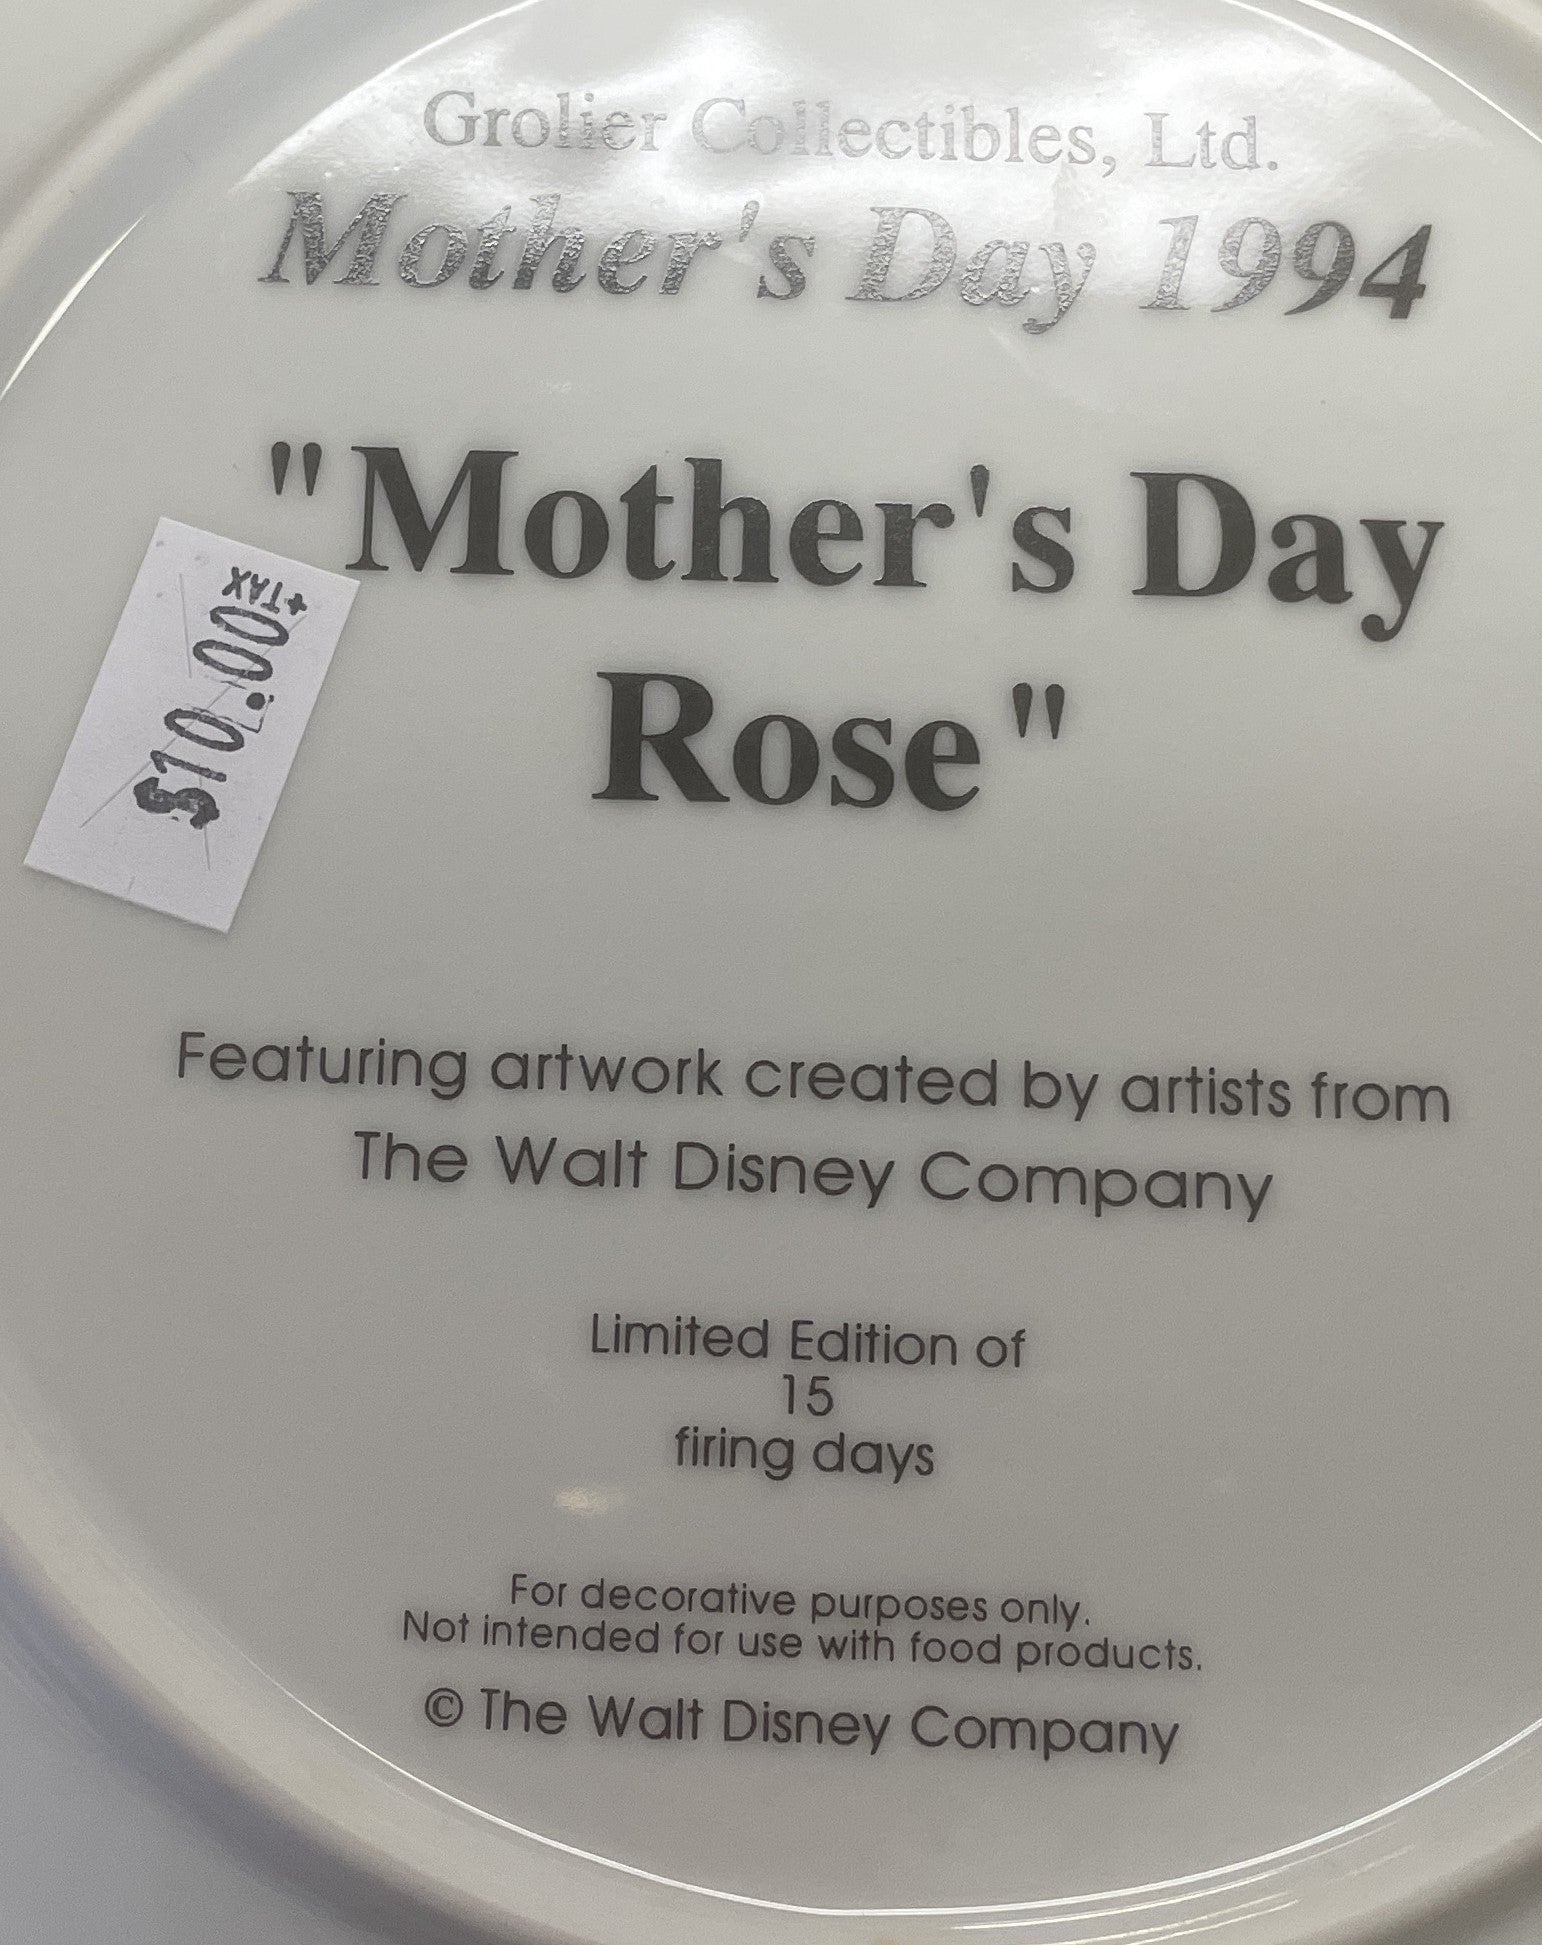 Grolier Collectibles, Ltd.
Mother's Day 1994
"Mother's Day
Rose"
$10.00
+TAX
Featuring artwork created by artists from
The Walt Disney Company
Limited Edition of
15
firing days
For decorative purposes only.
Not intended for use with food products.
© The Walt Disney Company